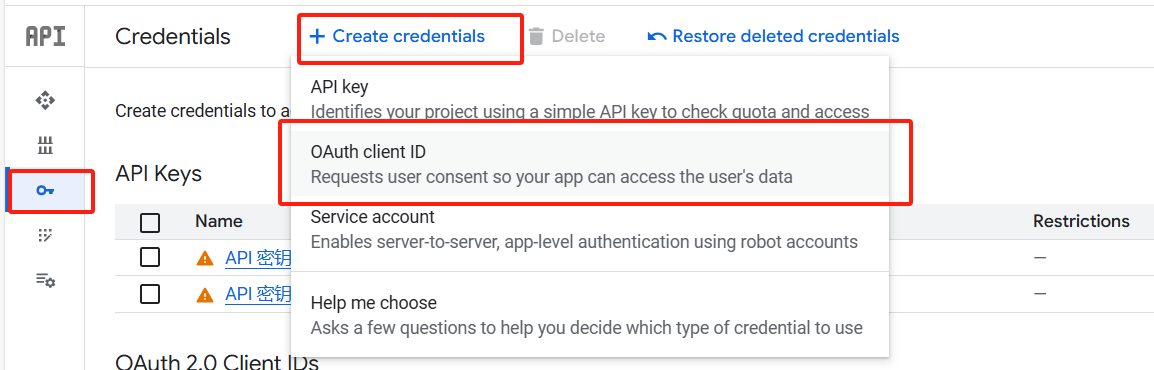 API
Credentials
+ Create credentials
Delete
Restore deleted credentials
API key
Identifies your project using a simple API key to check quota and access
Create credentials to a
OAuth client ID
Requests user consent so your app can access the user's data
API Keys
Service account
Enables server-to-server, app-level authentication using robot accounts
Name
Restrictions
API 密钥
—
API 密钥
—
Help me choose
Asks a few questions to help you decide which type of credential to use
OAuth 2.0 Client IDs